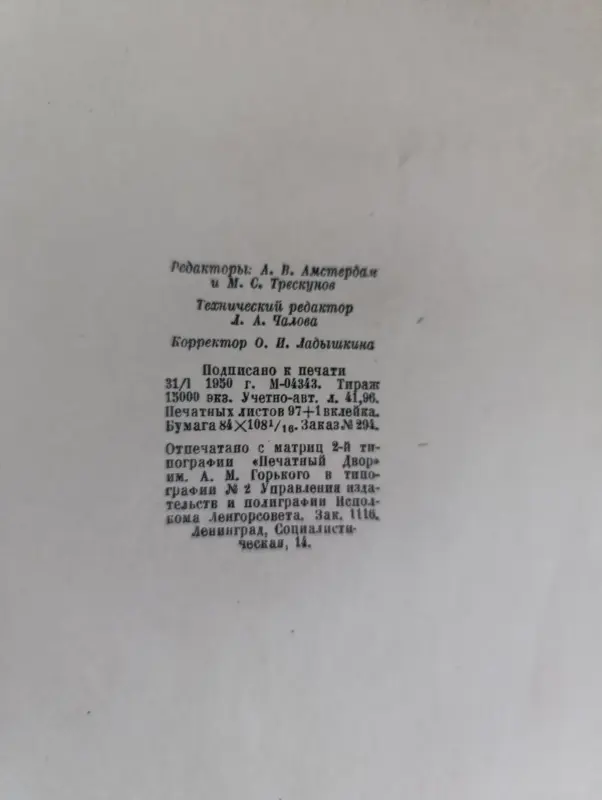 Редакторы: А. В. Амстердам
и М. С. Трескунов
Технический редактор
Л. А. Чалова
Корректор О. И. Ладышкина
Подписано к печати
31/I 1950 г. М-04343. Тираж
15000 экз. Учетно-авт. л. 41,96.
Печатных листов 97+1 вклейка.
Бумага 84×108¹/₁₆. Заказ № 294.
Отпечатано с матриц 2-й ти-
пографии «Печатный Двор»
им. А. М. Горького в типо-
графии № 2 Управления изда-
тельств и полиграфии Испол-
кома Ленгорсовета. Зак. 1116.
Ленинград, Социалисти-
ческая, 14.